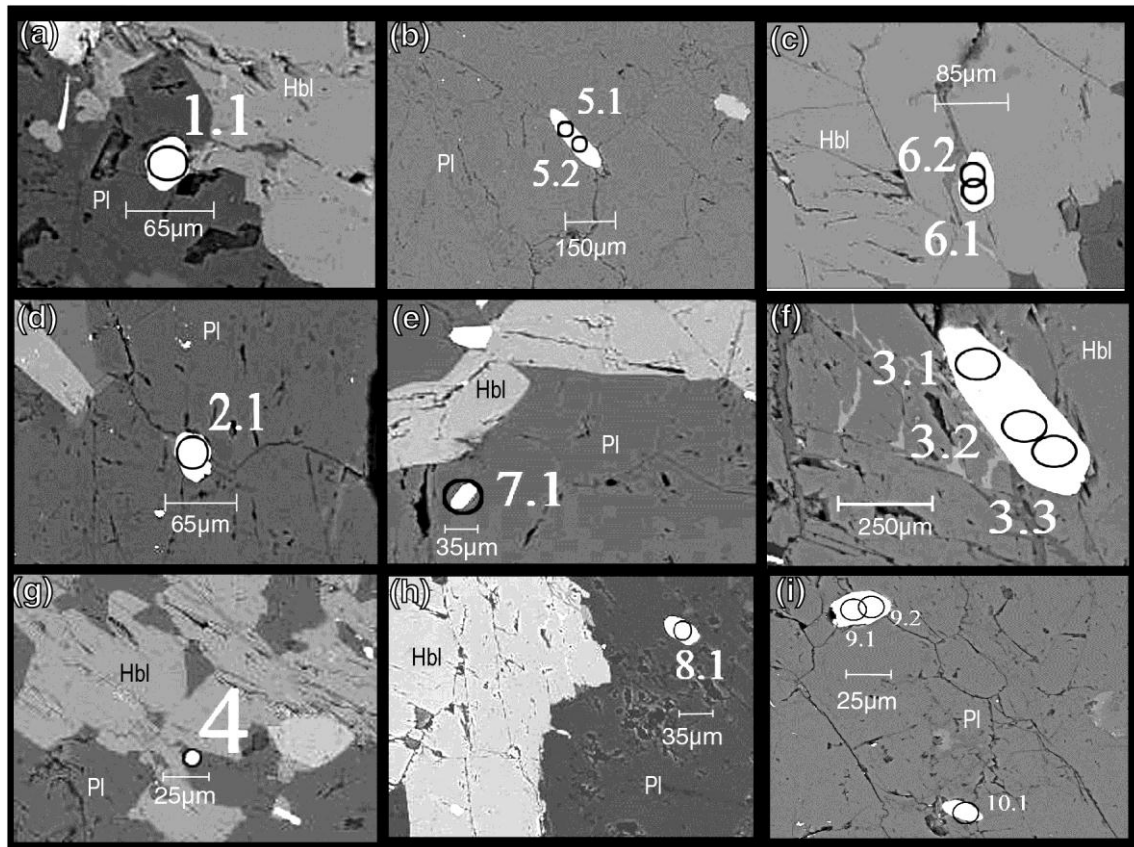 (a)
Hbl
1.1
Pl
65µm
(b)
5.1
Pl
5.2
150µm
(c)
85µm
Hbl
6.2
6.1
(d)
Pl
2.1
65µm
(e)
Hbl
Pl
7.1
35µm
(f)
Hbl
3.1
3.2
250µm
3.3
(g)
Hbl
4
Pl
25µm
(h)
Hbl
8.1
35µm
Pl
(i)
9.2
9.1
25µm
Pl
10.1